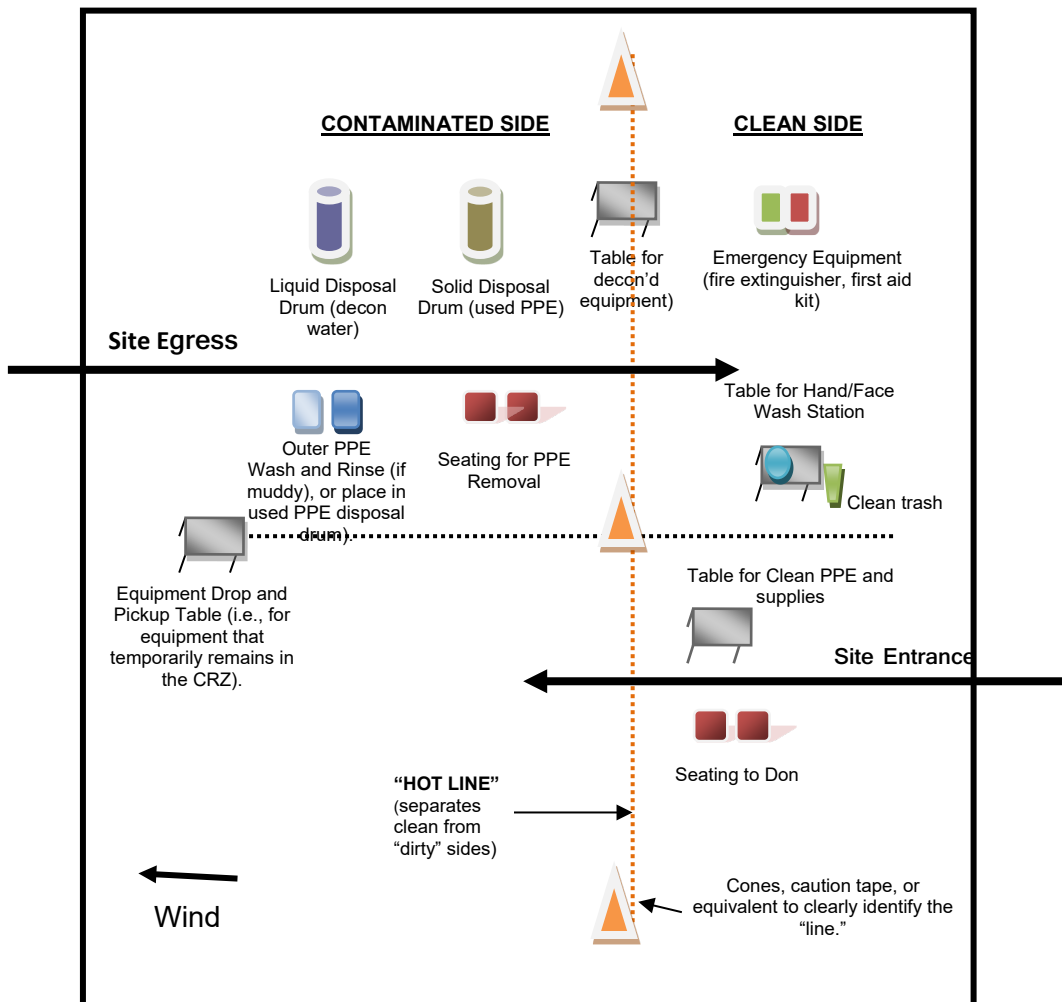 CONTAMINATED SIDE
CLEAN SIDE
Liquid Disposal
Drum (decon
water)
Solid Disposal
Drum (used PPE)
Table for
decon’d
equipment)
Emergency Equipment
(fire extinguisher, first aid
kit)
Site Egress
Outer PPE
Wash and Rinse (if
muddy), or place in
used PPE disposal
drum).
Seating for PPE
Removal
Table for Hand/Face
Wash Station
Clean trash
Equipment Drop and
Pickup Table (i.e., for
equipment that
temporarily remains in
the CRZ).
Table for Clean PPE and
supplies
Site Entrance
Seating to Don
“HOT LINE”
(separates
clean from
“dirty” sides)
Wind
Cones, caution tape, or
equivalent to clearly identify the
“line.”